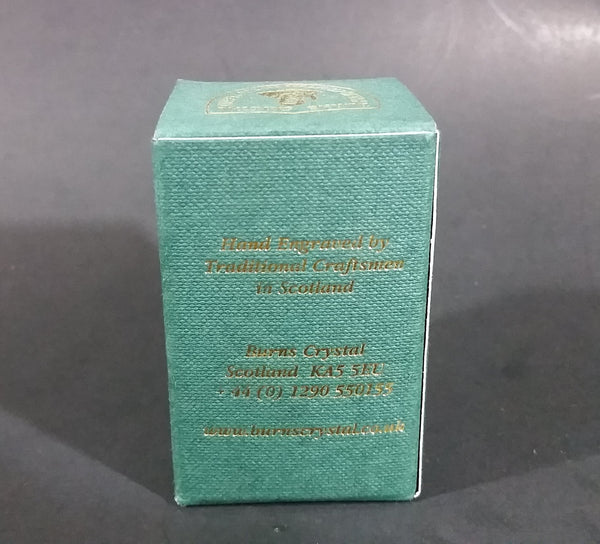 Hand Engraved by
Traditional Craftsmen
in Scotland
Burns Crystal
Scotland KA5 5EU
+44 (0) 1290 550155
www.burnscrystal.co.uk